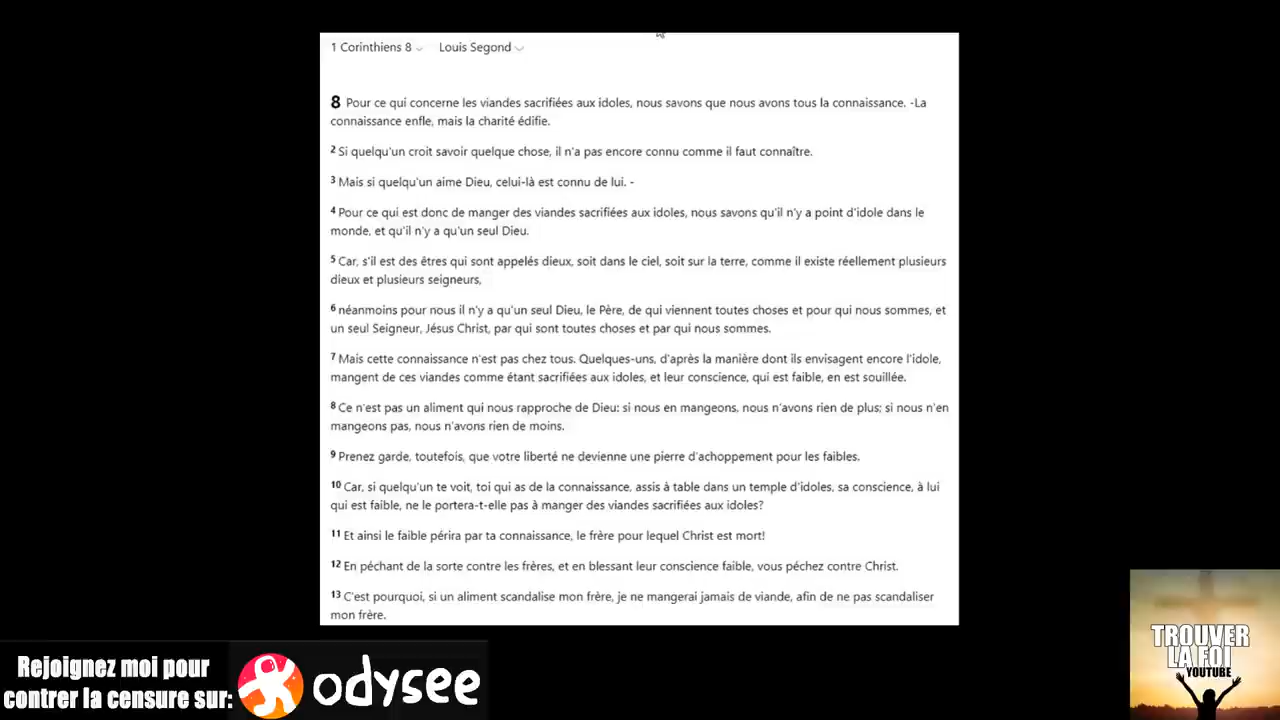 1 Corinthiens 8 Louis Segond
8 Pour ce qui concerne les viandes sacrifiées aux idoles, nous savons que nous avons tous la connaissance. -La
connaissance enfle, mais la charité édifie.
2 Si quelqu'un croit savoir quelque chose, il n'a pas encore connu comme il faut connaître.
3 Mais si quelqu'un aime Dieu, celui-là est connu de lui. -
4 Pour ce qui est donc de manger des viandes sacrifiées aux idoles, nous savons qu'il n'y a point d'idole dans le
monde, et qu'il n'y a qu'un seul Dieu.
5 Car, s'il est des êtres qui sont appelés dieux, soit dans le ciel, soit sur la terre, comme il existe réellement plusieurs
dieux et plusieurs seigneurs,
6 néanmoins pour nous il n'y a qu'un seul Dieu, le Père, de qui viennent toutes choses et pour qui nous sommes, et
un seul Seigneur, Jésus Christ, par qui sont toutes choses et par qui nous sommes.
7 Mais cette connaissance n'est pas chez tous. Quelques-uns, d'après la manière dont ils envisagent encore l'idole,
mangent de ces viandes comme étant sacrifiées aux idoles, et leur conscience, qui est faible, en est souillée.
8 Ce n'est pas un aliment qui nous rapproche de Dieu: si nous en mangeons, nous n'avons rien de plus; si nous n'en
mangeons pas, nous n'avons rien de moins.
9 Prenez garde, toutefois, que votre liberté ne devienne une pierre d'achoppement pour les faibles.
10 Car, si quelqu'un te voit, toi qui as de la connaissance, assis à table dans un temple d'idoles, sa conscience, à lui
qui est faible, ne le portera-t-elle pas à manger des viandes sacrifiées aux idoles?
11 Et ainsi le faible périra par ta connaissance, le frère pour lequel Christ est mort!
12 En péchant de la sorte contre les frères, et en blessant leur conscience faible, vous péchez contre Christ.
13 C'est pourquoi, si un aliment scandalise mon frère, je ne mangerai jamais de viande, afin de ne pas scandaliser
mon frère.
Rejoignez moi pour
contrer la censure sur:
odysee
TROUVER
LA FOI
YOUTUBE